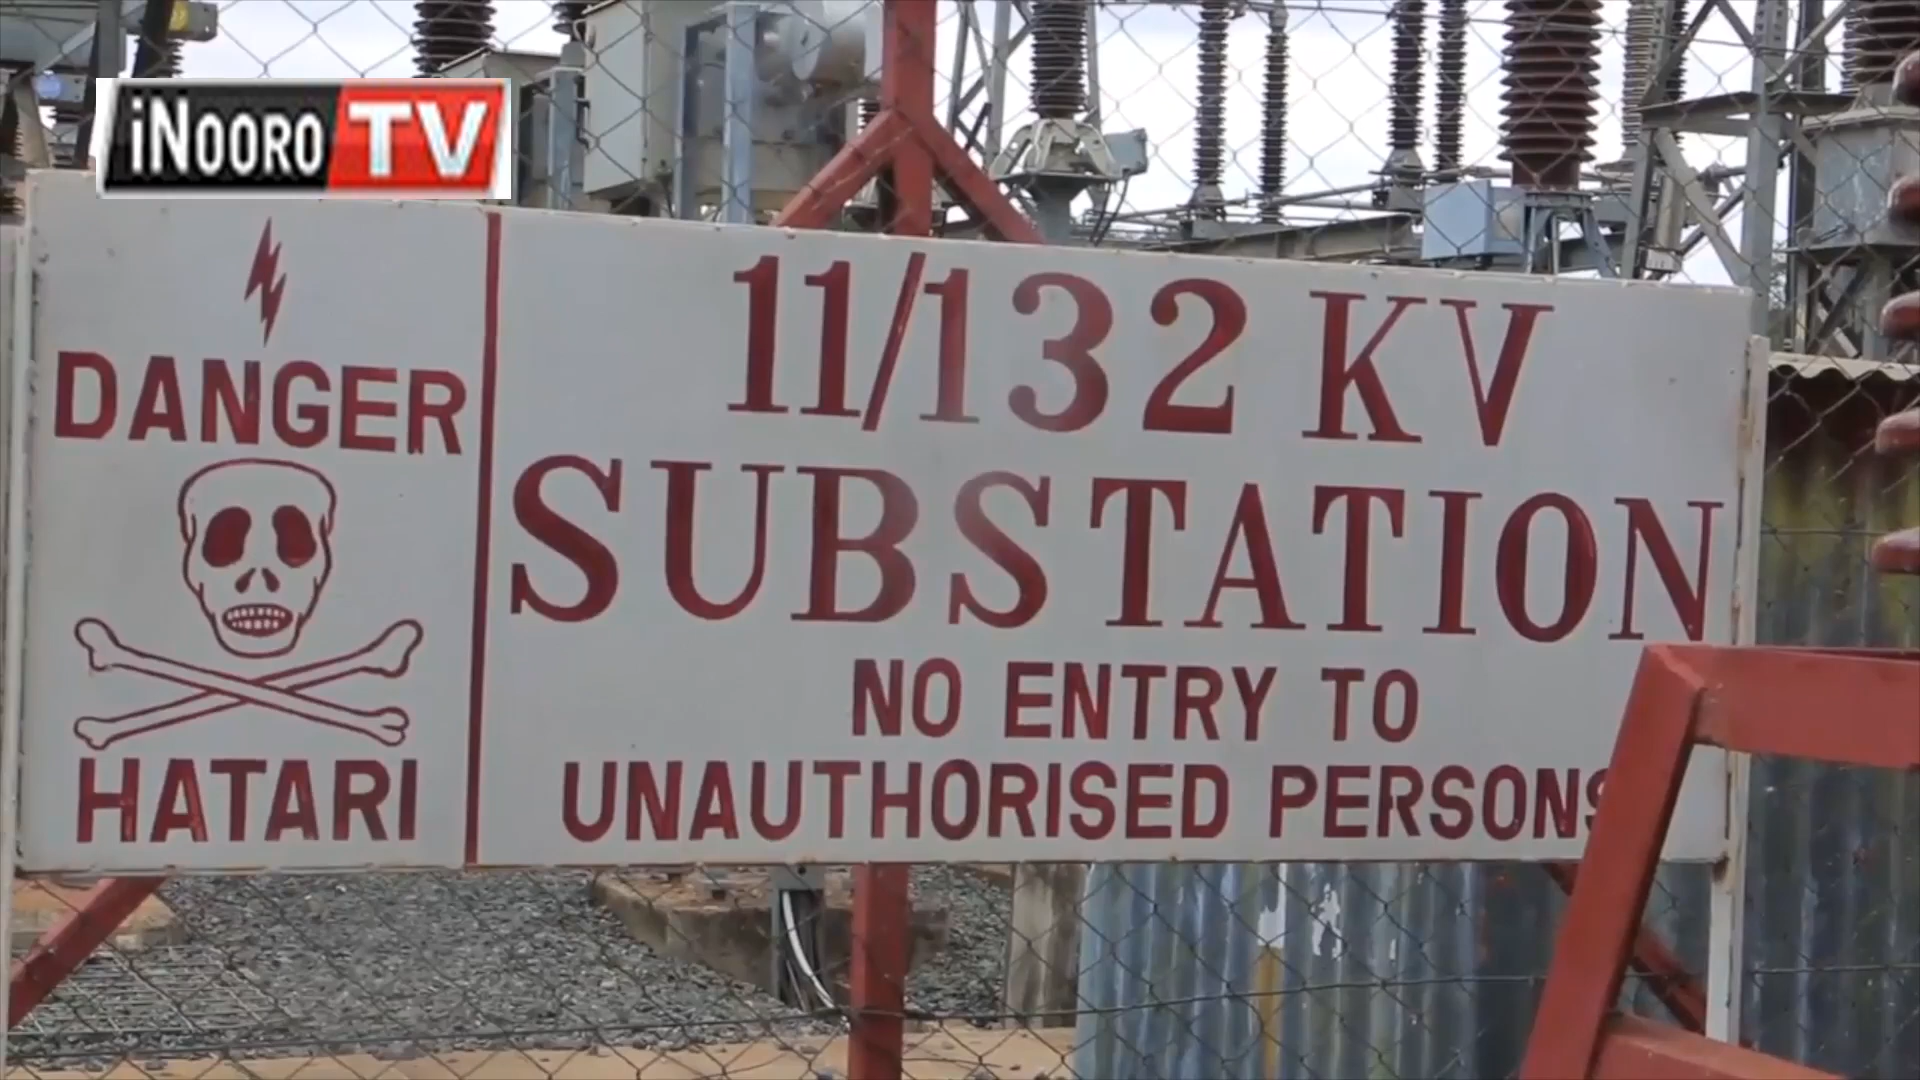 iNOORO TV
DANGER
HATARI
11/132 KV
SUBSTATION
NO ENTRY TO
UNAUTHORISED PERSONS